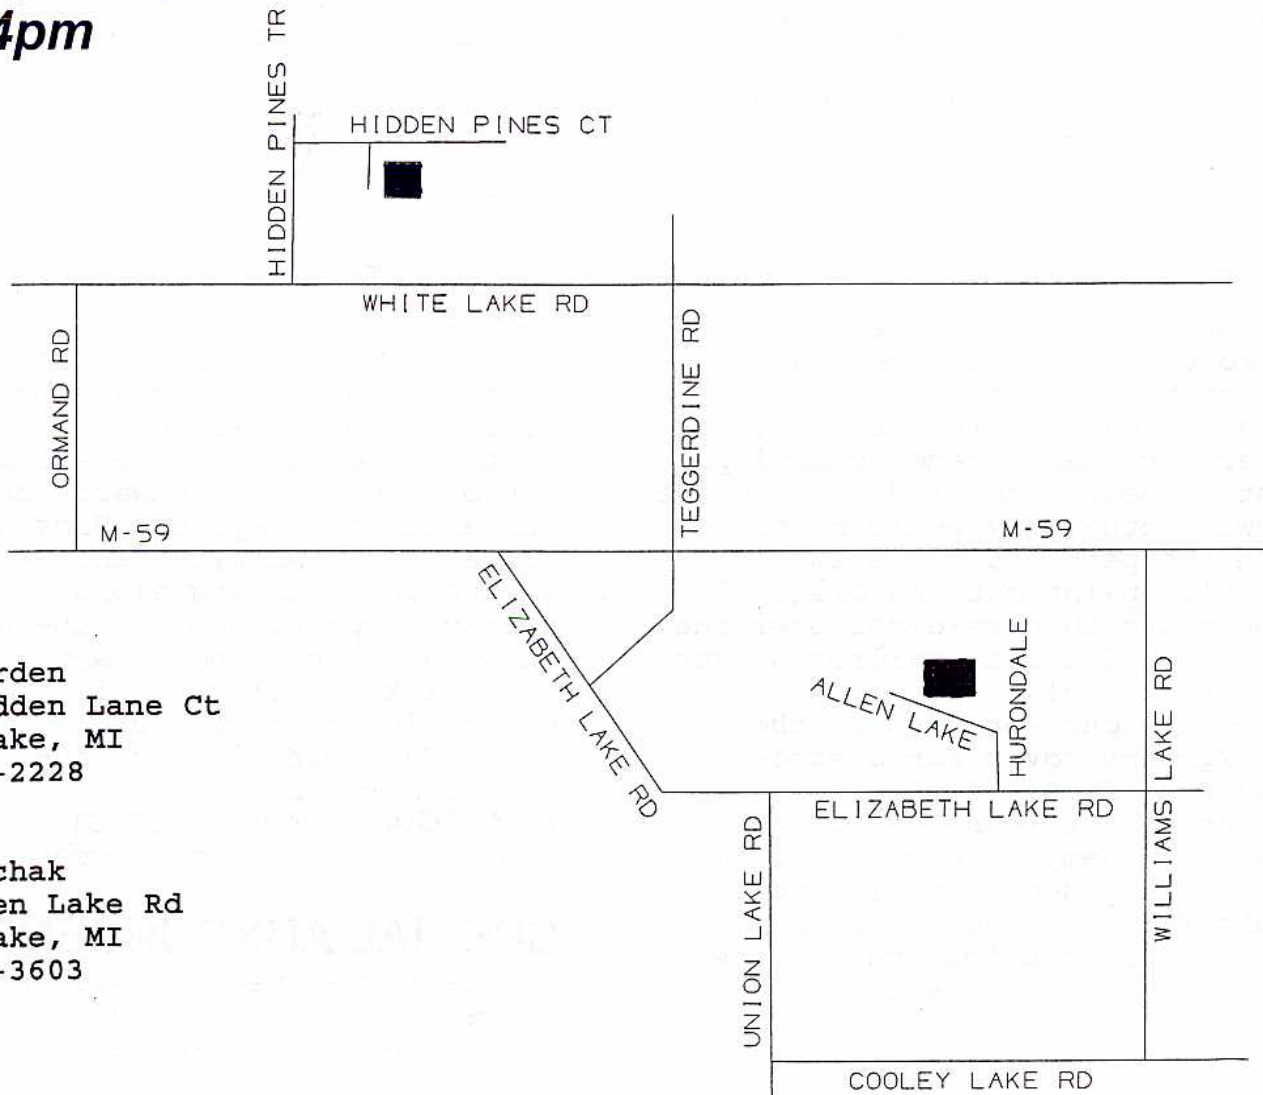 4pm
HIDDEN PINES TR
HIDDEN PINES CT
WHITE LAKE RD
ORMAND RD
TEGGERDINE RD
M-59
M-59
ELIZABETH LAKE RD
ALLEN LAKE
HURONDALE
WILLIAMS LAKE RD
ELIZABETH LAKE RD
UNION LAKE RD
COOLEY LAKE RD
rden
dden Lane Ct
ake, MI
-2228
chak
en Lake Rd
ake, MI
-3603